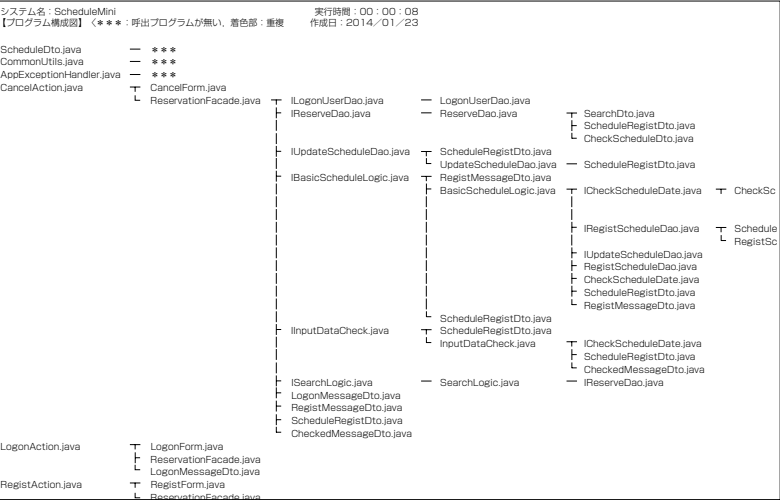 システム名：ScheduleMini 実行時間：00：00：08
【プログラム構成図】〈＊＊＊：呼出プログラムが無い，着色部：重複 作成日：2014／01／23
ScheduleDto.java ─ ＊＊＊
CommonUtils.java ─ ＊＊＊
AppExceptionHandler.java ─ ＊＊＊
CancelAction.java ┬ CancelForm.java
└ ReservationFacade.java ┬ ILogonUserDao.java ─ LogonUserDao.java
├ IReserveDao.java ─ ReserveDao.java ┬ SearchDto.java
├ ScheduleRegistDto.java
└ CheckScheduleDto.java
├ IUpdateScheduleDao.java ┬ ScheduleRegistDto.java
└ UpdateScheduleDao.java ─ ScheduleRegistDto.java
├ IBasicScheduleLogic.java ┬ RegistMessageDto.java
├ BasicScheduleLogic.java ┬ ICheckScheduleDate.java ┬ CheckSc
├ IRegistScheduleDao.java ┬ Schedule
└ RegistSc
├ IUpdateScheduleDao.java
├ RegistScheduleDao.java
├ CheckScheduleDate.java
├ ScheduleRegistDto.java
└ RegistMessageDto.java
└ ScheduleRegistDto.java
├ IInputDataCheck.java ┬ ScheduleRegistDto.java
└ InputDataCheck.java ┬ ICheckScheduleDate.java
├ ScheduleRegistDto.java
└ CheckedMessageDto.java
├ ISearchLogic.java ─ SearchLogic.java ─ IReserveDao.java
├ LogonMessageDto.java
├ RegistMessageDto.java
├ ScheduleRegistDto.java
└ CheckedMessageDto.java
LogonAction.java ┬ LogonForm.java
├ ReservationFacade.java
└ LogonMessageDto.java
RegistAction.java ┬ RegistForm.java
└ ReservationFacade.java